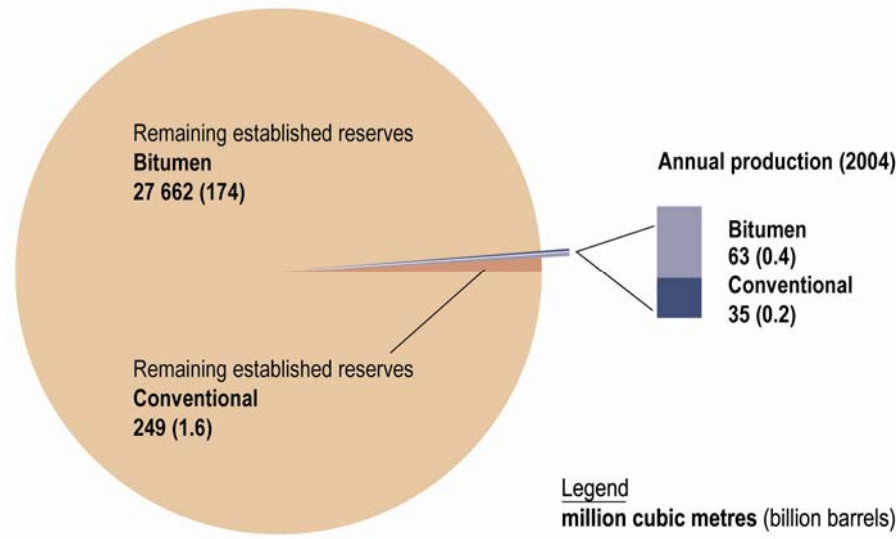 Remaining established reserves
Bitumen
27 662 (174)
Annual production (2004)
Bitumen
63 (0.4)
Conventional
35 (0.2)
Remaining established reserves
Conventional
249 (1.6)
Legend
million cubic metres (billion barrels)